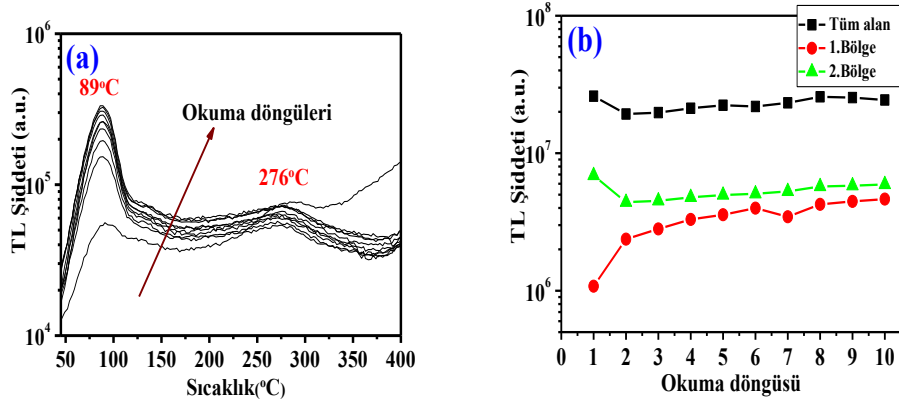 (a)
89°C
Okuma döngüleri
276°C
10⁶
10⁵
10⁴
TL Şiddeti (a.u.)
50 100 150 200 250 300 350 400
Sıcaklık(°C)
(b)
Tüm alan
1.Bölge
2.Bölge
10⁸
10⁷
10⁶
TL Şiddeti (a.u.)
0 1 2 3 4 5 6 7 8 9 10
Okuma döngüsü